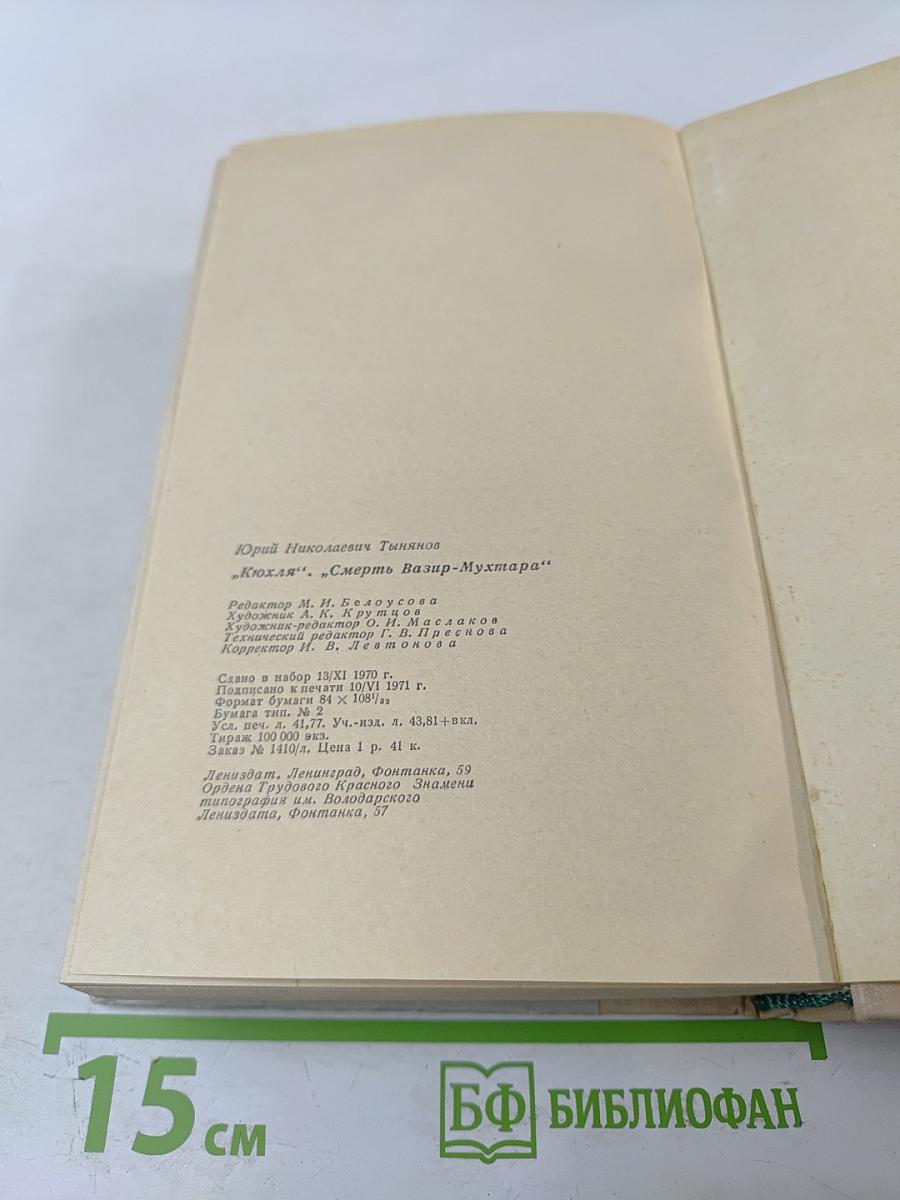 Юрий Николаевич Тынянов
„Кюхля“. „Смерть Вазир-Мухтара“
Редактор М. И. Белоусова
Художник А. К. Крутцов
Художник-редактор О. И. Маслаков
Технический редактор Г. В. Преснова
Корректор И. В. Левтонова
Сдано в набор 13/XI 1970 г.
Подписано к печати 10/VI 1971 г.
Формат бумаги 84 × 108¹/₃₂
Бумага тип. № 2
Усл. печ. л. 41,77. Уч.-изд. л. 43,81+вкл.
Тираж 100 000 экз.
Заказ № 1410/л. Цена 1 р. 41 к.
Лениздат, Ленинград, Фонтанка, 59
Ордена Трудового Красного Знамени
типография им. Володарского
Лениздата, Фонтанка, 57
15 см
БФ БИБЛИОФАН